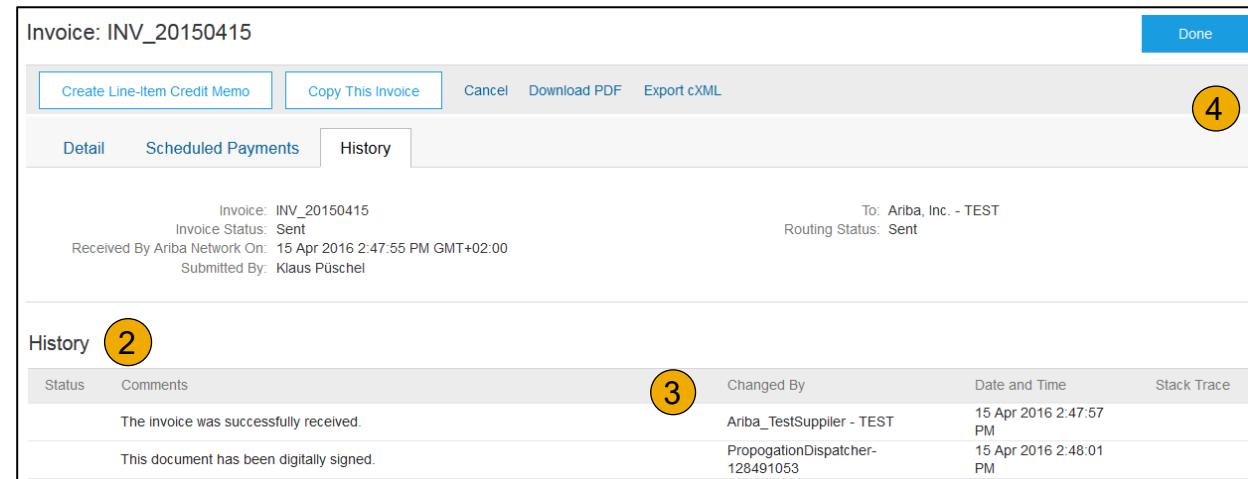 Invoice: INV_20150415
Done
Create Line-Item Credit Memo Copy This Invoice Cancel Download PDF Export cXML
4
Detail Scheduled Payments History
Invoice: INV_20150415 To: Ariba, Inc. - TEST
Invoice Status: Sent Routing Status: Sent
Received By Ariba Network On: 15 Apr 2016 2:47:55 PM GMT+02:00
Submitted By: Klaus Püschel
History 2
3
Status Comments Changed By Date and Time Stack Trace
The invoice was successfully received. Ariba_TestSuppiler - TEST 15 Apr 2016 2:47:57
PM
This document has been digitally signed. PropogationDispatcher- 15 Apr 2016 2:48:01
128491053 PM